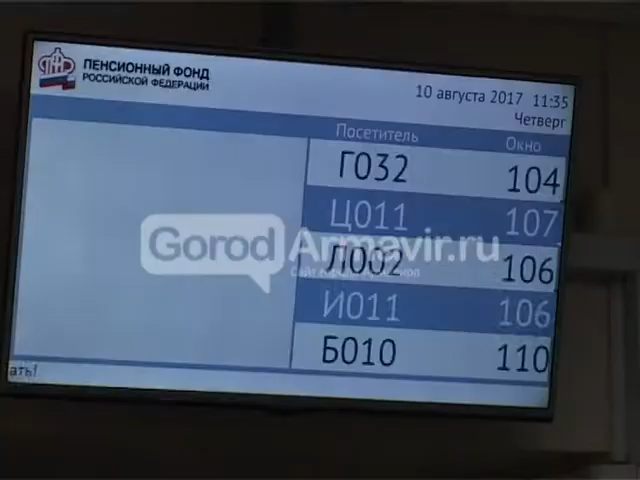 ПЕНСИОННЫЙ ФОНД
РОССИЙСКОЙ ФЕДЕРАЦИИ
10 августа 2017 11:35
Четверг
Посетитель Окно
Г032 104
Ц011 107
GorodArmavir.ru
Л002 106
И011 106
Б010 110
ать!